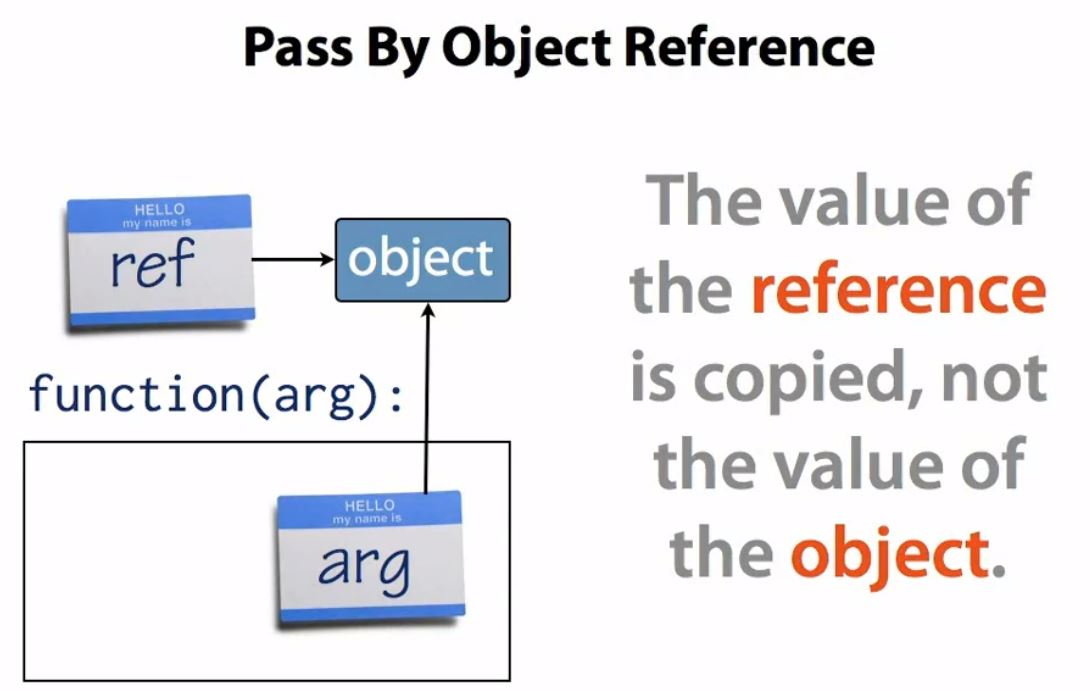 Pass By Object Reference
HELLO
my name is
ref
object
function(arg):
HELLO
my name is
arg
The value of
the reference
is copied, not
the value of
the object.